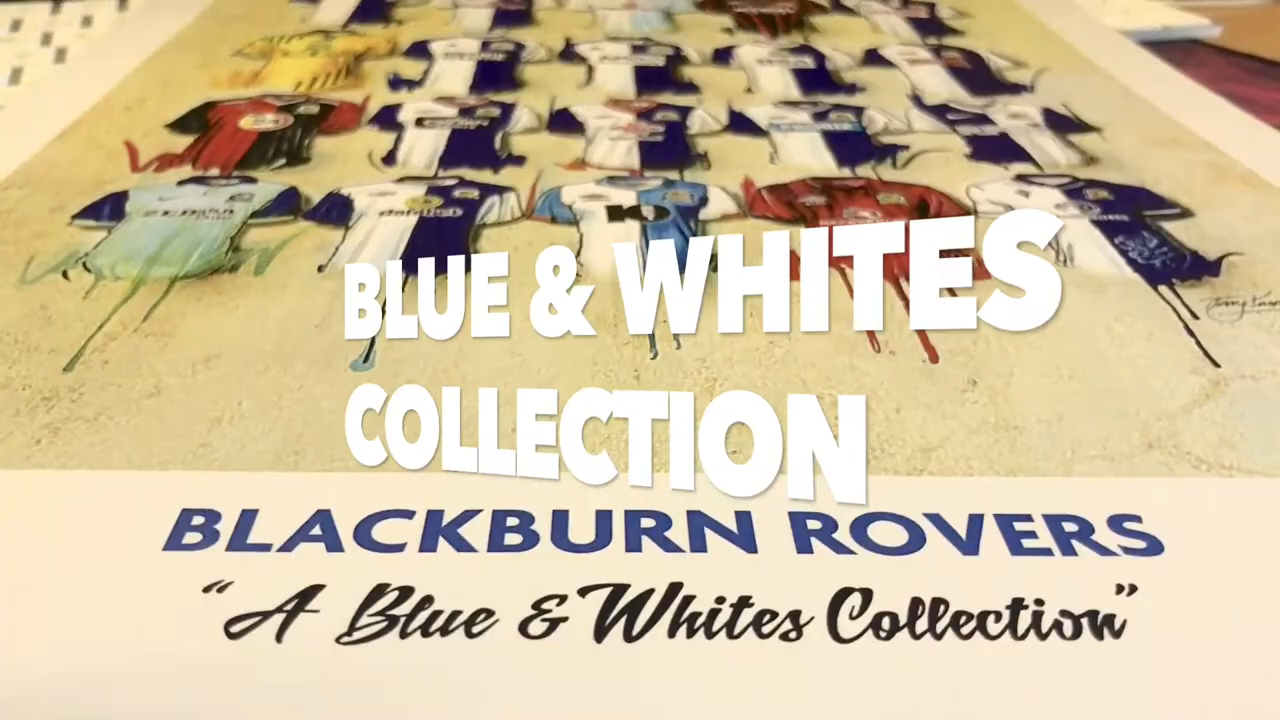 BLUE & WHITES
COLLECTION
BLACKBURN ROVERS
"A Blue & Whites Collection"